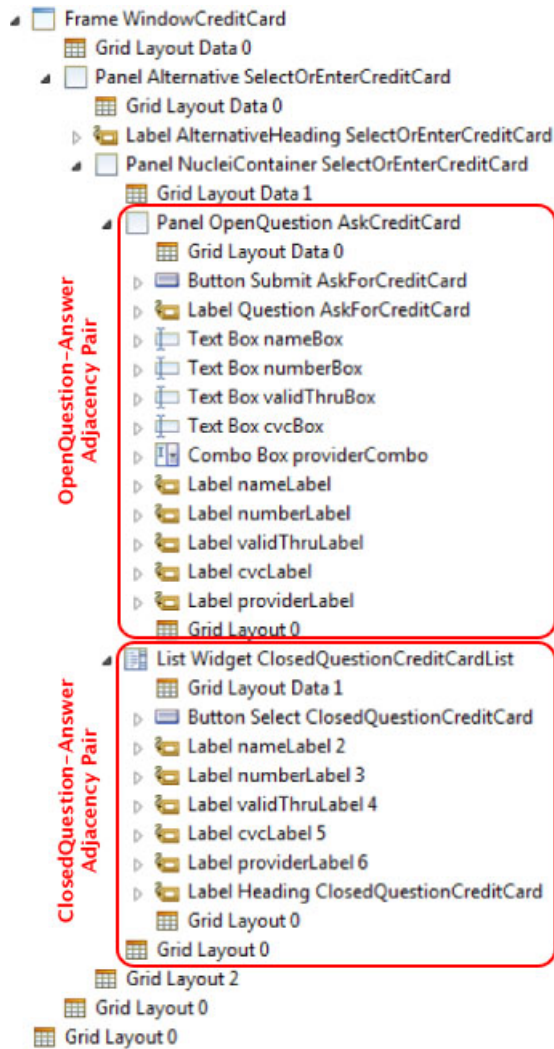 Frame WindowCreditCard
Grid Layout Data 0
Panel Alternative SelectOrEnterCreditCard
Grid Layout Data 0
Label AlternativeHeading SelectOrEnterCreditCard
Panel NucleiContainer SelectOrEnterCreditCard
Grid Layout Data 1
OpenQuestion-Answer
Adjacency Pair
Panel OpenQuestion AskCreditCard
Grid Layout Data 0
Button Submit AskForCreditCard
Label Question AskForCreditCard
Text Box nameBox
Text Box numberBox
Text Box validThruBox
Text Box cvcBox
Combo Box providerCombo
Label nameLabel
Label numberLabel
Label validThruLabel
Label cvcLabel
Label providerLabel
Grid Layout 0
ClosedQuestion-Answer
Adjacency Pair
List Widget ClosedQuestionCreditCardList
Grid Layout Data 1
Button Select ClosedQuestionCreditCard
Label nameLabel 2
Label numberLabel 3
Label validThruLabel 4
Label cvcLabel 5
Label providerLabel 6
Label Heading ClosedQuestionCreditCard
Grid Layout 0
Grid Layout 0
Grid Layout 2
Grid Layout 0
Grid Layout 0